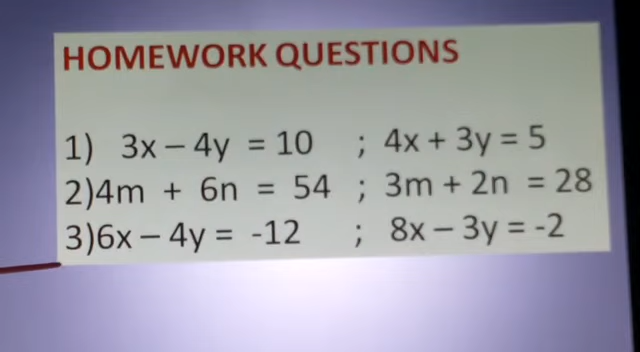 HOMEWORK QUESTIONS
1) 3x – 4y = 10 ; 4x + 3y = 5
2)4m + 6n = 54 ; 3m + 2n = 28
3)6x – 4y = -12 ; 8x – 3y = -2